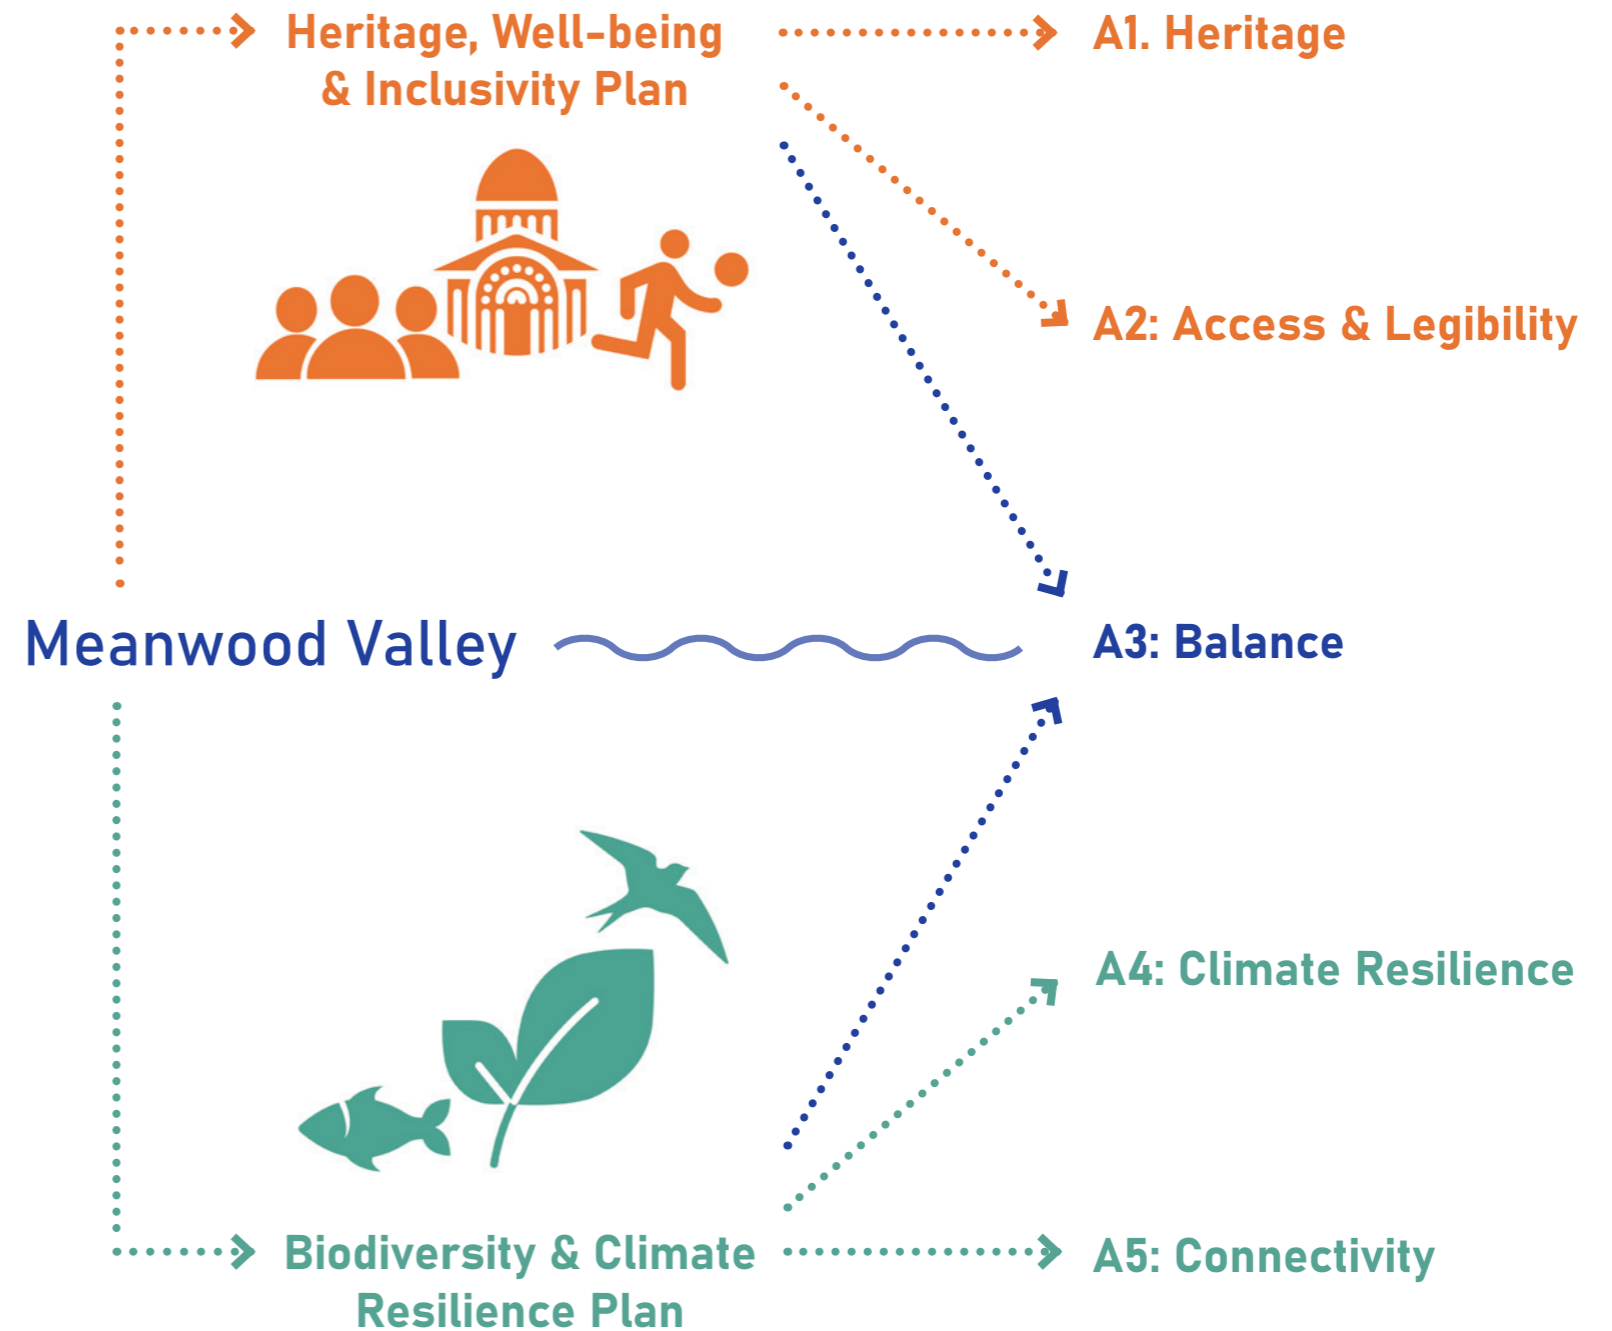 Heritage, Well-being
& Inclusivity Plan
A1. Heritage
A2: Access & Legibility
Meanwood Valley
A3: Balance
A4: Climate Resilience
Biodiversity & Climate
Resilience Plan
A5: Connectivity